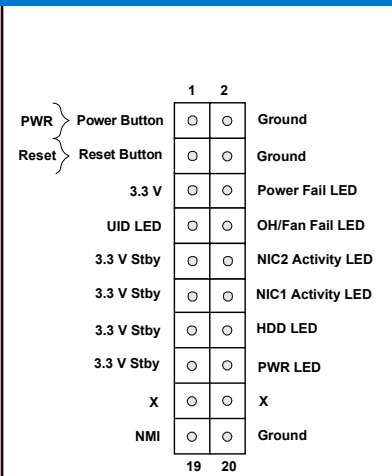 1 2
PWR Power Button Ground
Reset Reset Button Ground
3.3 V Power Fail LED
UID LED OH/Fan Fail LED
3.3 V Stby NIC2 Activity LED
3.3 V Stby NIC1 Activity LED
3.3 V Stby HDD LED
3.3 V Stby PWR LED
X X
NMI Ground
19 20